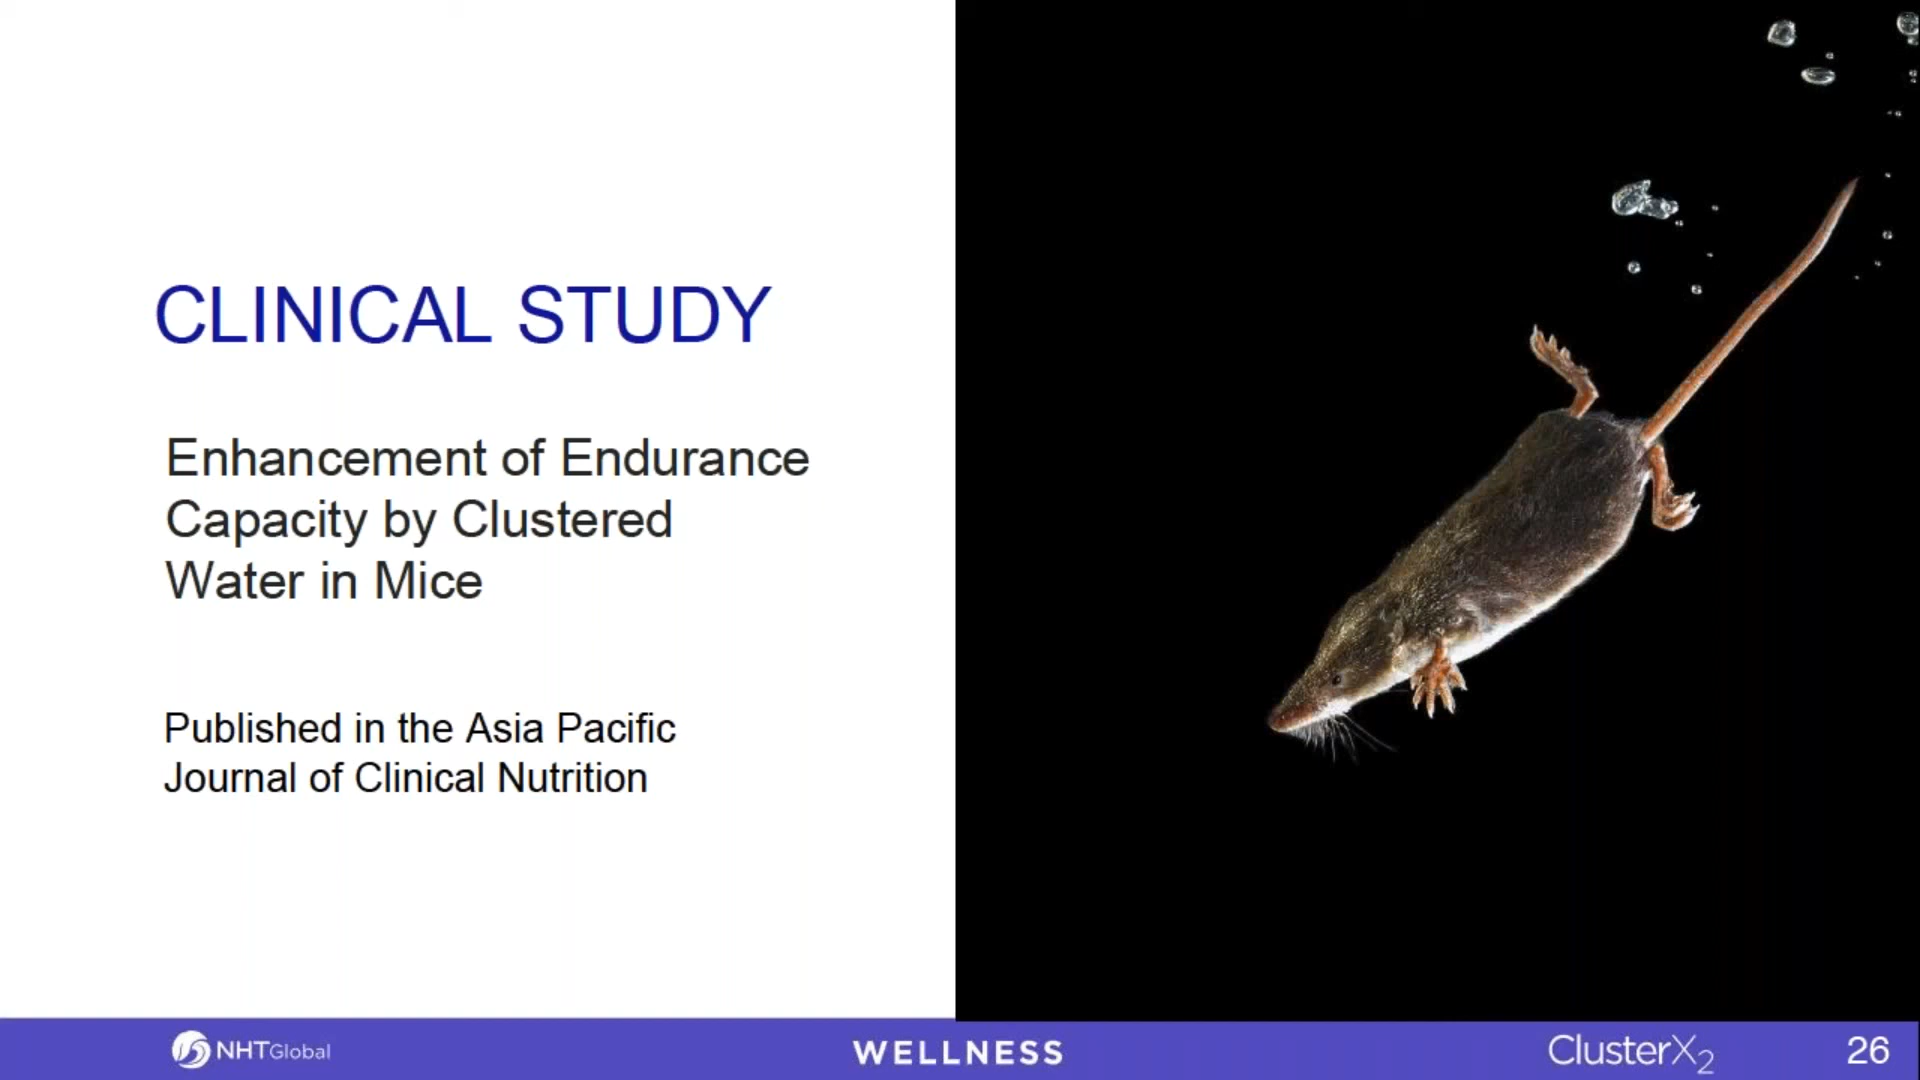 CLINICAL STUDY
Enhancement of Endurance
Capacity by Clustered
Water in Mice
Published in the Asia Pacific
Journal of Clinical Nutrition
NHTGlobal
WELLNESS
ClusterX₂
26